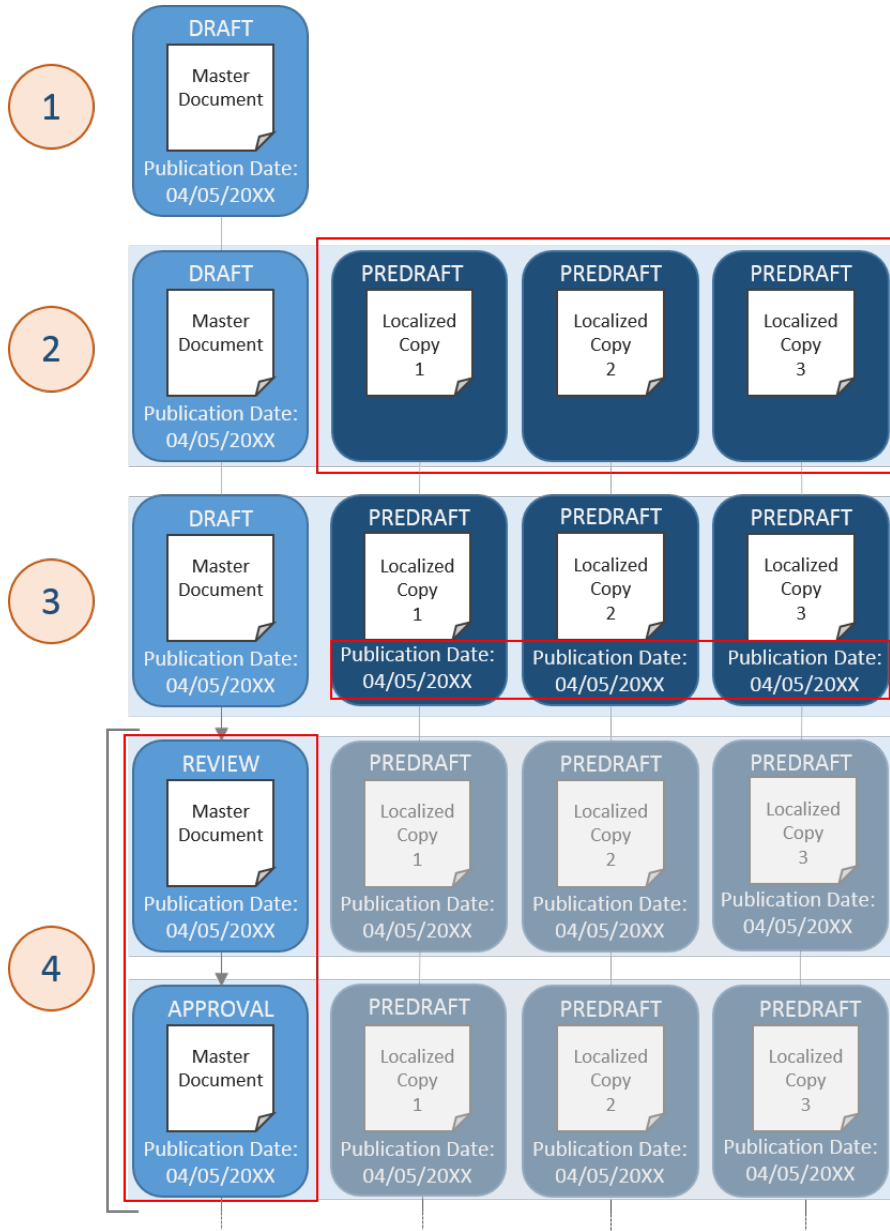 1
DRAFT
Master
Document
Publication Date:
04/05/20XX
2
DRAFT
Master
Document
Publication Date:
04/05/20XX
PREDRAFT
Localized
Copy
1
PREDRAFT
Localized
Copy
2
PREDRAFT
Localized
Copy
3
3
DRAFT
Master
Document
Publication Date:
04/05/20XX
PREDRAFT
Localized
Copy
1
Publication Date:
04/05/20XX
PREDRAFT
Localized
Copy
2
Publication Date:
04/05/20XX
PREDRAFT
Localized
Copy
3
Publication Date:
04/05/20XX
4
REVIEW
Master
Document
Publication Date:
04/05/20XX
PREDRAFT
Localized
Copy
1
Publication Date:
04/05/20XX
PREDRAFT
Localized
Copy
2
Publication Date:
04/05/20XX
PREDRAFT
Localized
Copy
3
Publication Date:
04/05/20XX
APPROVAL
Master
Document
Publication Date:
04/05/20XX
PREDRAFT
Localized
Copy
1
Publication Date:
04/05/20XX
PREDRAFT
Localized
Copy
2
Publication Date:
04/05/20XX
PREDRAFT
Localized
Copy
3
Publication Date:
04/05/20XX